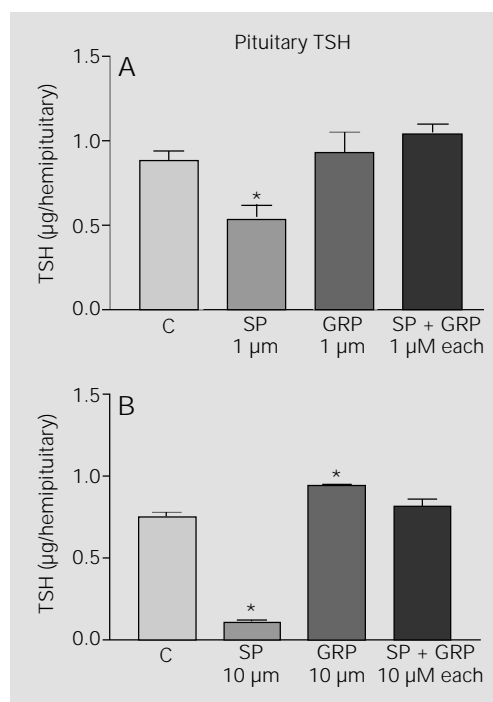 Pituitary TSH
A
TSH (µg/hemipituitary)
1.5
1.0
0.5
0.0
*
C
SP
1 µm
GRP
1 µm
SP + GRP
1 µM each
B
TSH (µg/hemipituitary)
1.5
1.0
0.5
0.0
*
*
C
SP
10 µm
GRP
10 µm
SP + GRP
10 µM each